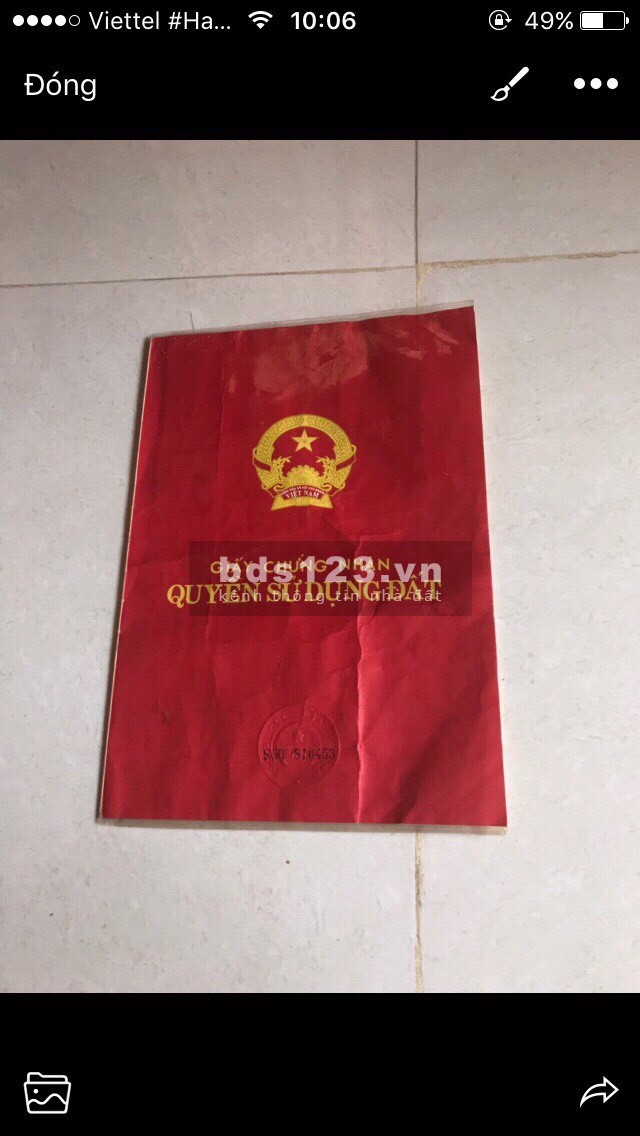 Viettel #Ha...
10:06
49%
Đóng
VIỆT NAM
GIẤY CHỨNG NHẬN
QUYỀN SỬ DỤNG ĐẤT
bds123.vn
kênh thông tin nhà đất